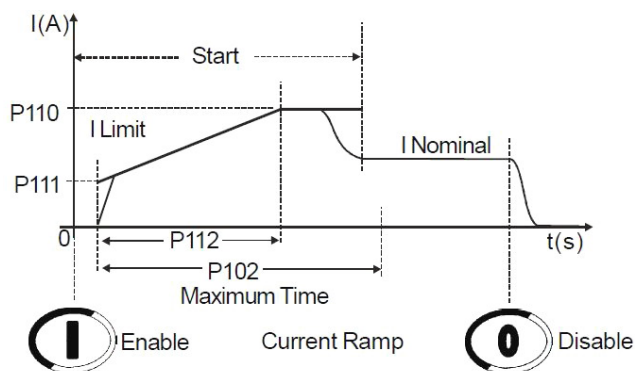 I(A)
Start
P110
I Limit
I Nominal
P111
0
P112
t(s)
P102
Maximum Time
I Enable
Current Ramp
0 Disable